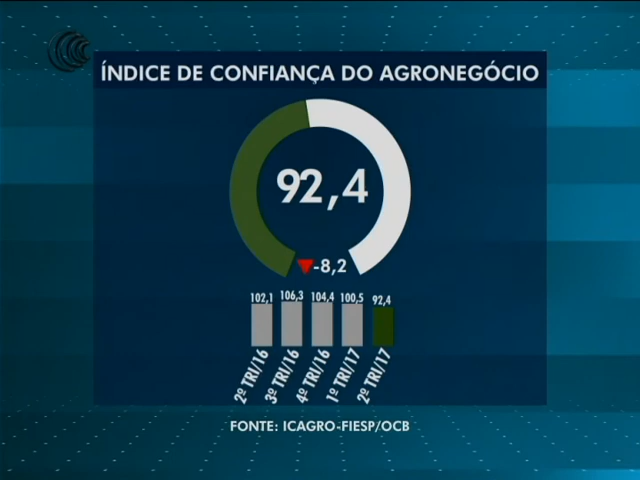 ÍNDICE DE CONFIANÇA DO AGRONEGÓCIO
92,4
-8,2
102,1 106,3 104,4 100,5 92,4
2º TRI/16 3º TRI/16 4º TRI/16 1º TRI/17 2º TRI/17
FONTE: ICAGRO-FIESP/OCB